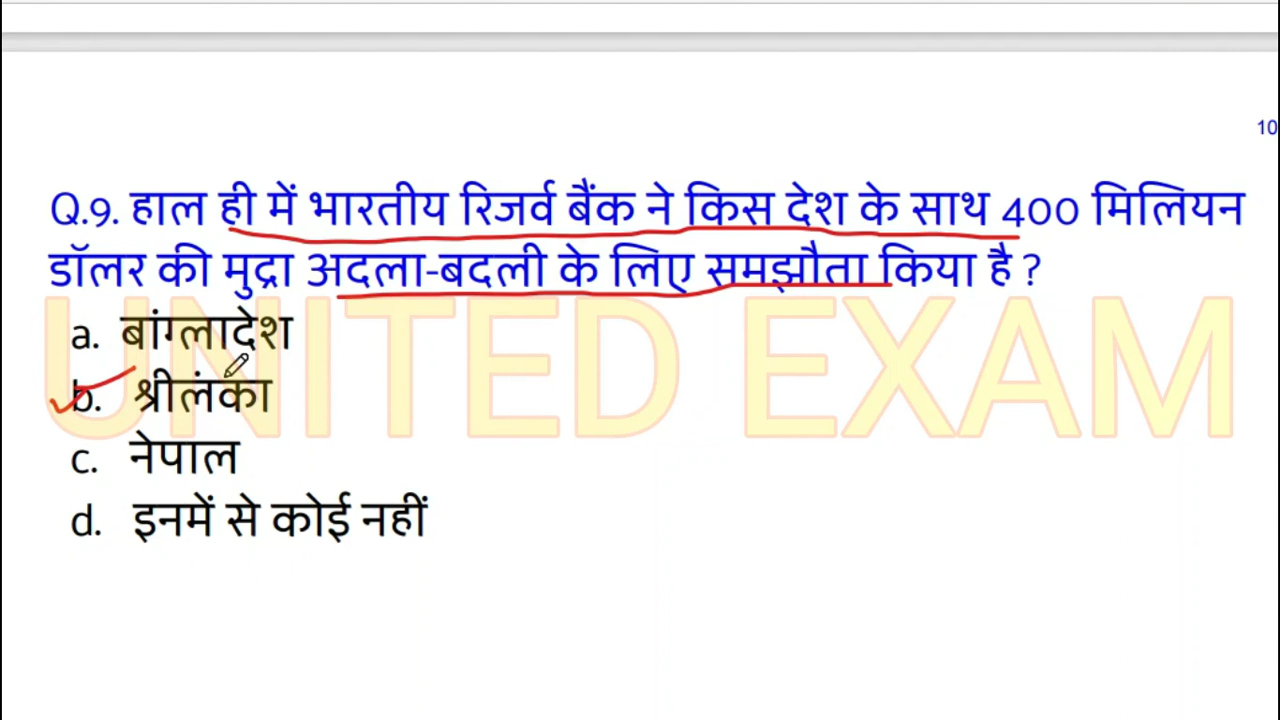 10
Q.9. हाल ही में भारतीय रिजर्व बैंक ने किस देश के साथ 400 मिलियन
डॉलर की मुद्रा अदला-बदली के लिए समझौता किया है ?
UNITED EXAM
a. बांग्लादेश
b. श्रीलंका
c. नेपाल
d. इनमें से कोई नहीं